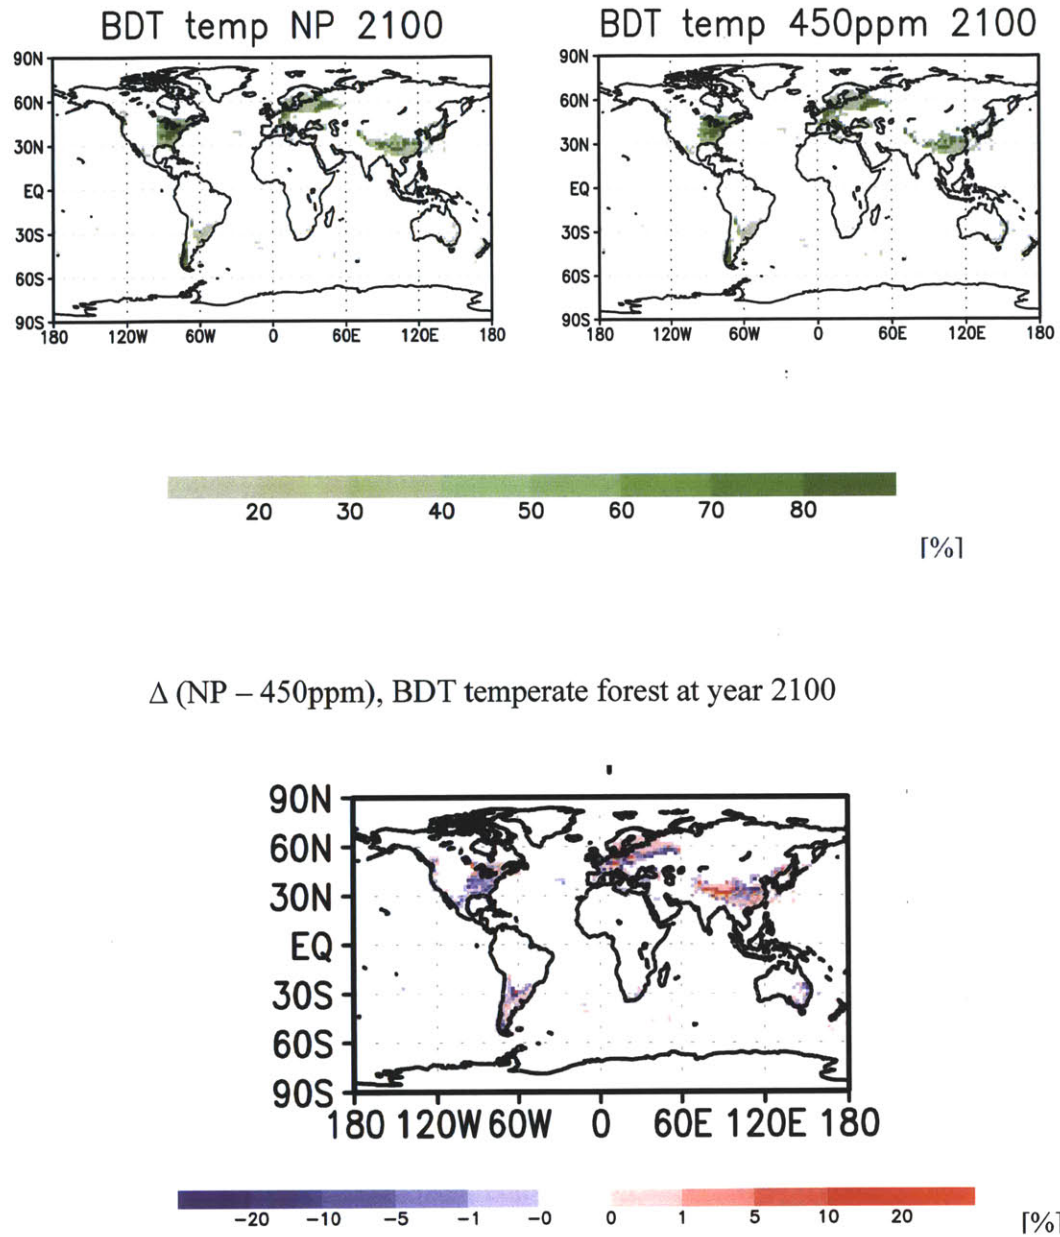 BDT temp NP 2100
BDT temp 450ppm 2100
90N
60N
30N
EQ
30S
60S
90S
180 120W 60W 0 60E 120E 180
90N
60N
30N
EQ
30S
60S
90S
180 120W 60W 0 60E 120E 180
20 30 40 50 60 70 80
[%]
Δ (NP – 450ppm), BDT temperate forest at year 2100
90N
60N
30N
EQ
30S
60S
90S
180 120W 60W 0 60E 120E 180
-20 -10 -5 -1 -0 0 1 5 10 20
[%]